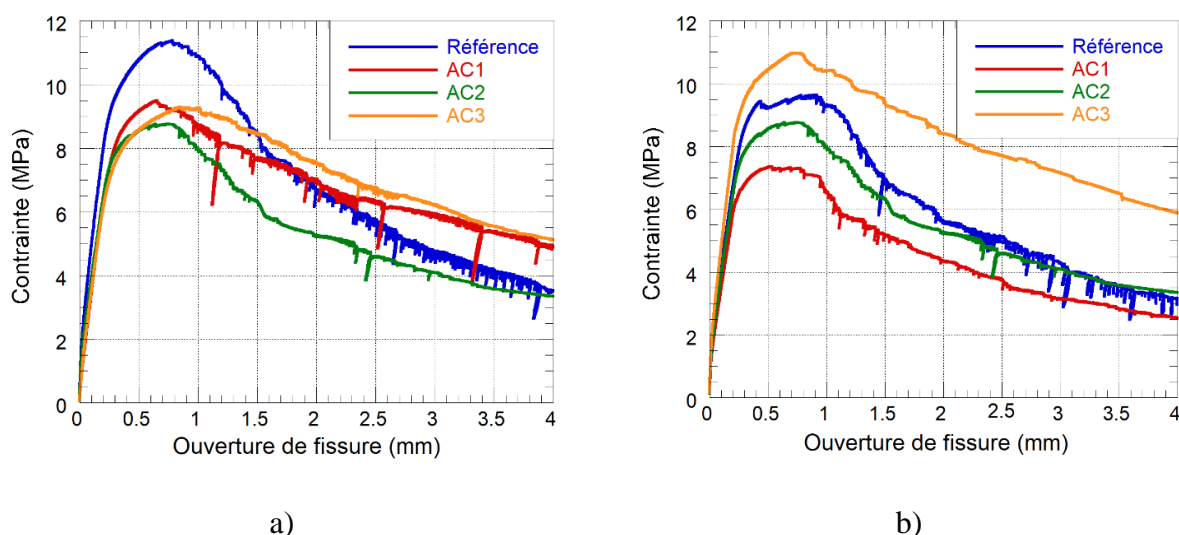 12
10
8
6
4
2
0
Contrainte (MPa)
Référence
AC1
AC2
AC3
0 0.5 1 1.5 2 2.5 3 3.5 4
Ouverture de fissure (mm)
a)
12
10
8
6
4
2
0
Contrainte (MPa)
Référence
AC1
AC2
AC3
0 0.5 1 1.5 2 2.5 3 3.5 4
Ouverture de fissure (mm)
b)